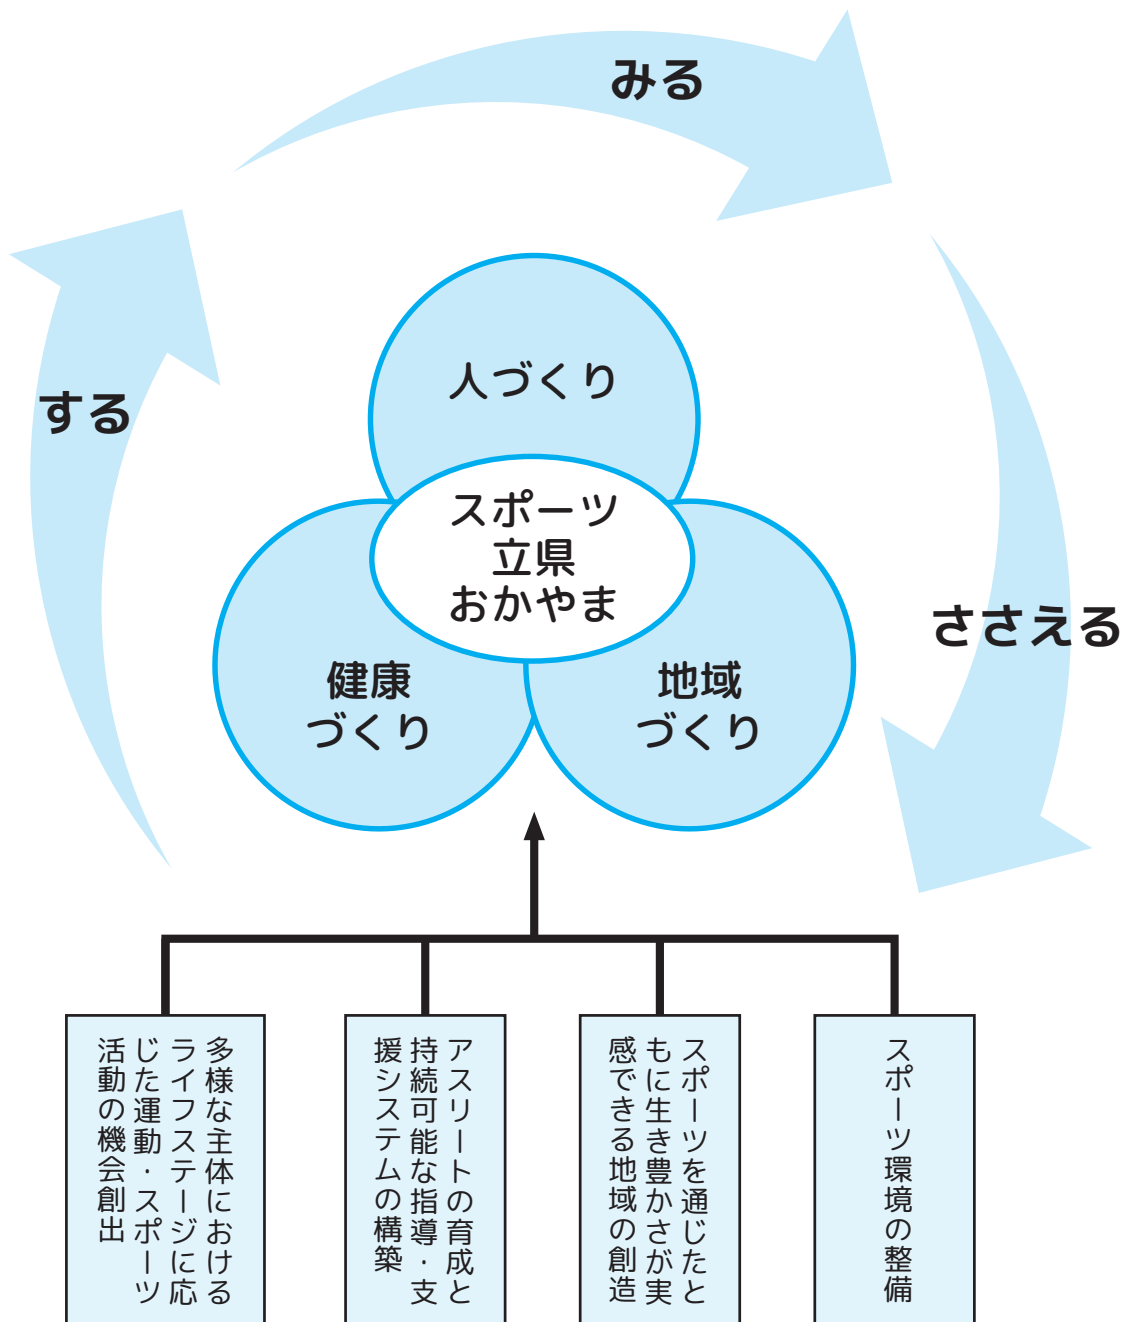 みる
する
ささえる
人づくり
スポーツ
立県
おかやま
健康
づくり
地域
づくり
多様な主体における
ライフステージに応
じた運動・スポーツ
活動の機会創出
アスリートの育成と
持続可能な指導・支
援システムの構築
スポーツを通じたと
もに生き豊かさが実
感できる地域の創造
スポーツ環境の整備